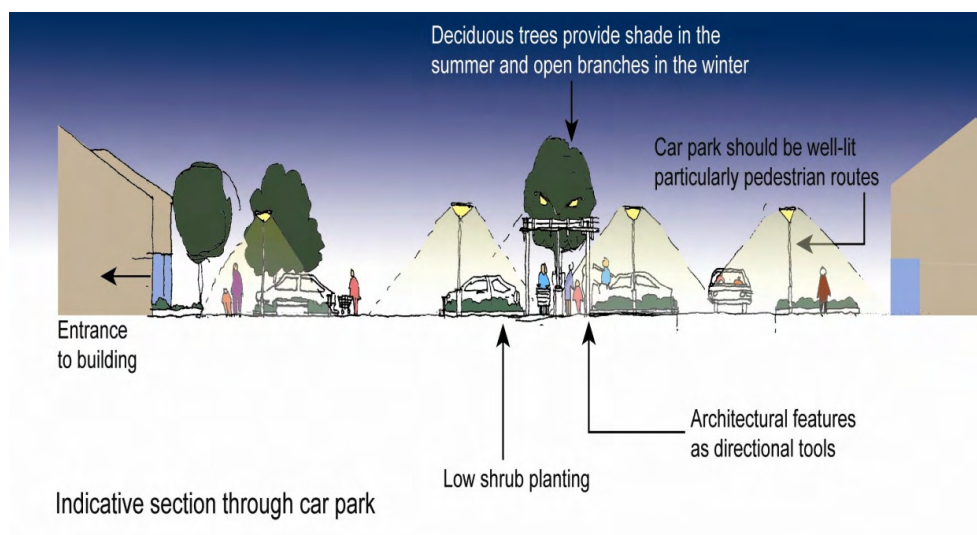 Deciduous trees provide shade in the
summer and open branches in the winter
Car park should be well-lit
particularly pedestrian routes
Entrance
to building
Architectural features
as directional tools
Low shrub planting
Indicative section through car park